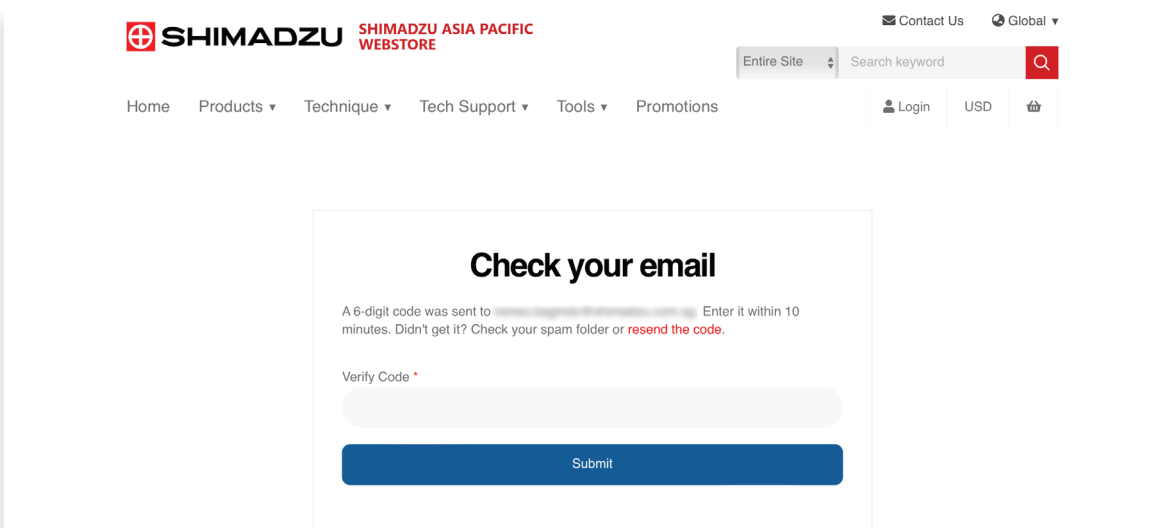 SHIMADZU SHIMADZU ASIA PACIFIC
WEBSTORE
Contact Us Global ▾
Entire Site Search keyword
Home Products ▾ Technique ▾ Tech Support ▾ Tools ▾ Promotions Login USD
Check your email
A 6-digit code was sent to Enter it within 10
minutes. Didn't get it? Check your spam folder or resend the code.
Verify Code *
Submit